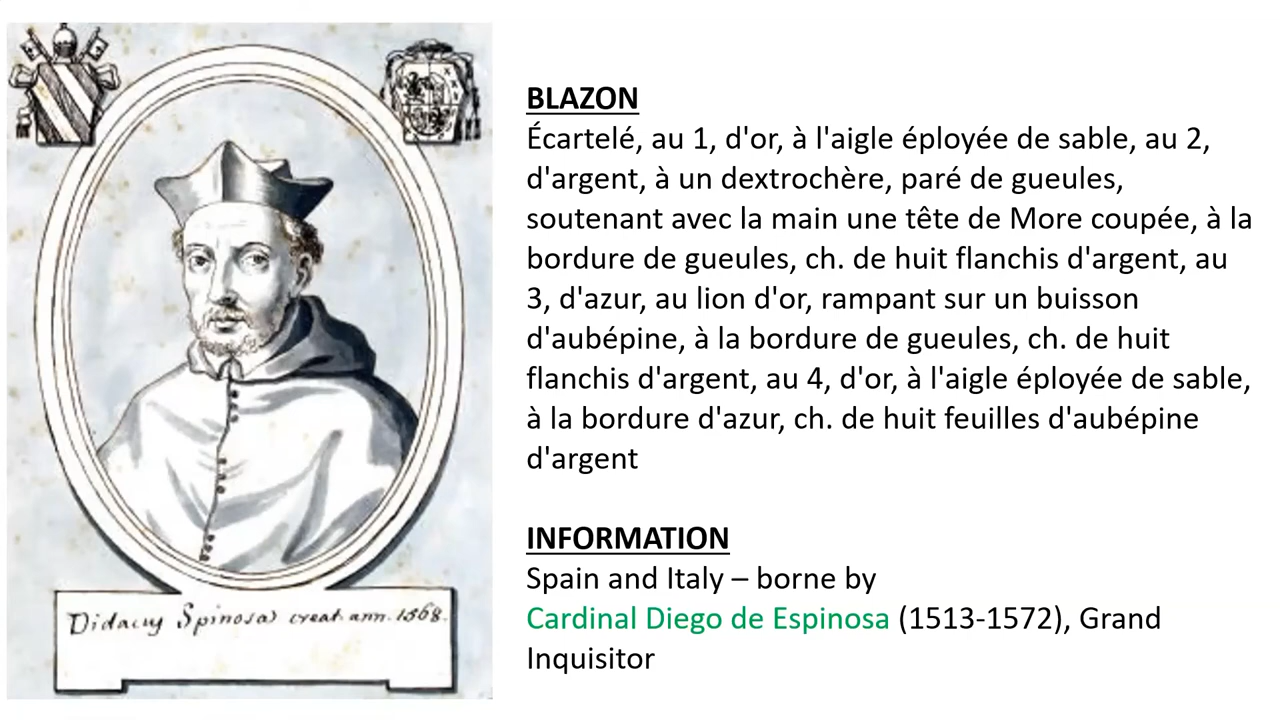 BLAZON
Écartelé, au 1, d'or, à l'aigle éployée de sable, au 2,
d'argent, à un dextrochère, paré de gueules,
soutenant avec la main une tête de More coupée, à la
bordure de gueules, ch. de huit flanchis d'argent, au
3, d'azur, au lion d'or, rampant sur un buisson
d'aubépine, à la bordure de gueules, ch. de huit
flanchis d'argent, au 4, d'or, à l'aigle éployée de sable,
à la bordure d'azur, ch. de huit feuilles d'aubépine
d'argent
INFORMATION
Spain and Italy – borne by
Cardinal Diego de Espinosa (1513-1572), Grand
Inquisitor
Didacuy Spinosa creat. ann. 1568.